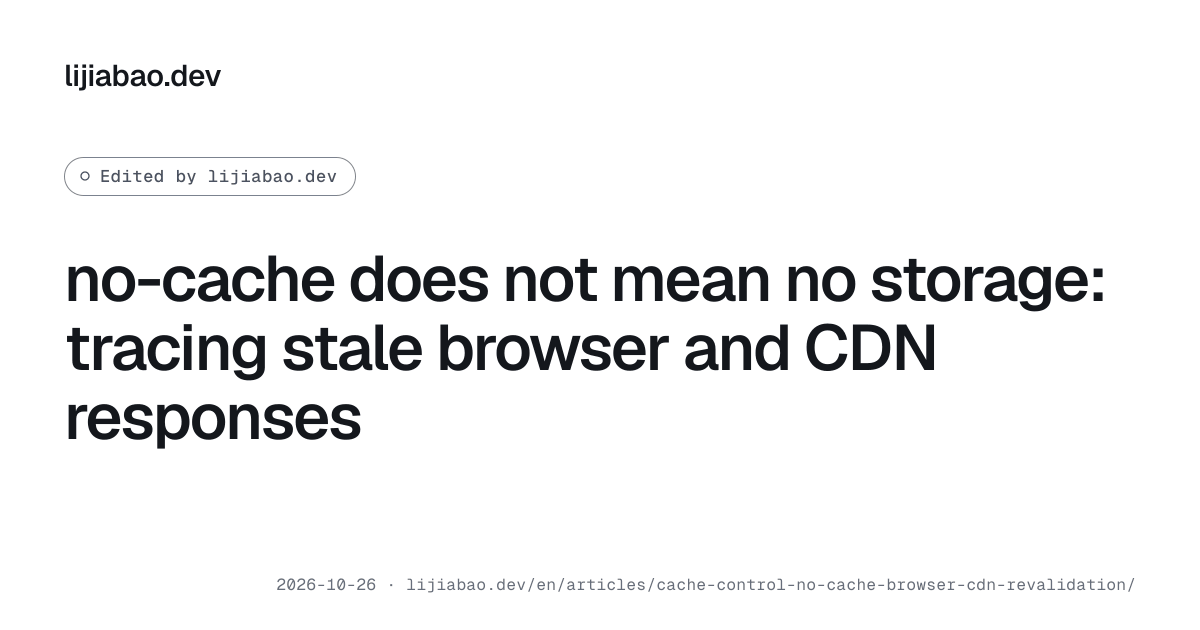 lijiabao.dev
Edited by lijiabao.dev
no-cache does not mean no storage:
tracing stale browser and CDN
responses
2026-10-26 · lijiabao.dev/en/articles/cache-control-no-cache-browser-cdn-revalidation/